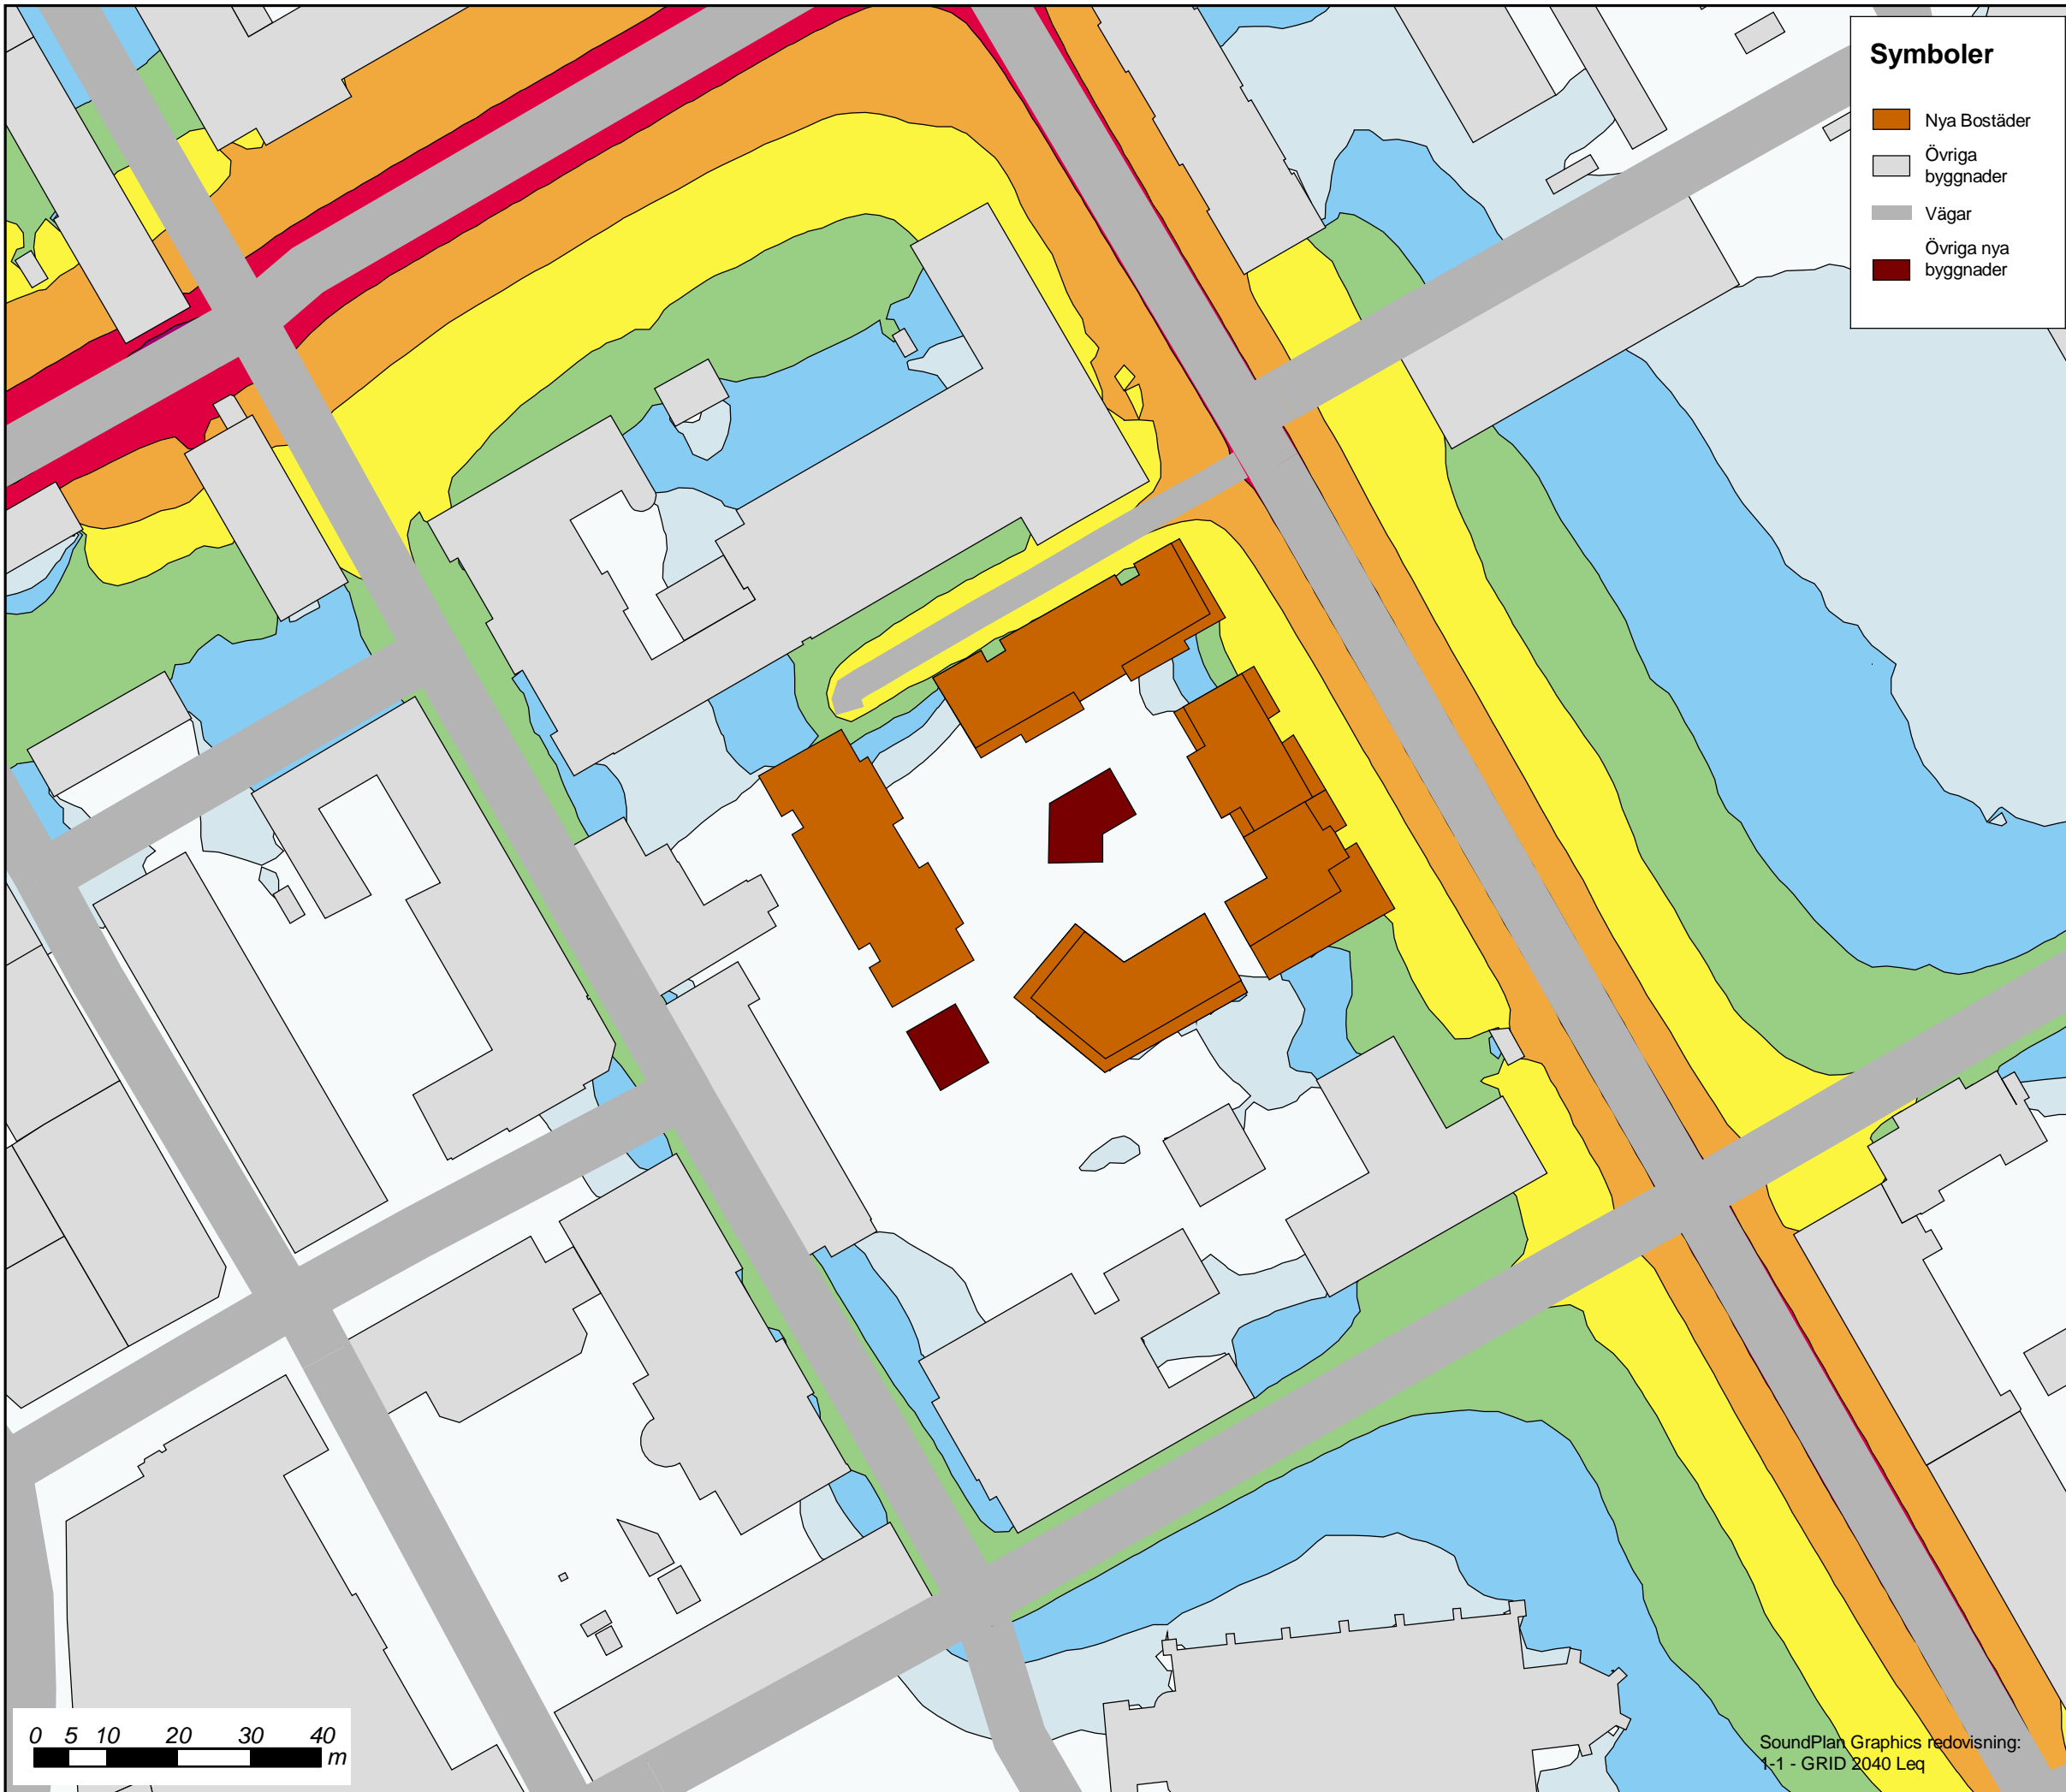 Symboler
Nya Bostäder
Övriga
byggnader
Vägar
Övriga nya
byggnader
0 5 10 20 30 40
m
SoundPlan Graphics redovisning:
1-1 - GRID 2040 Leq